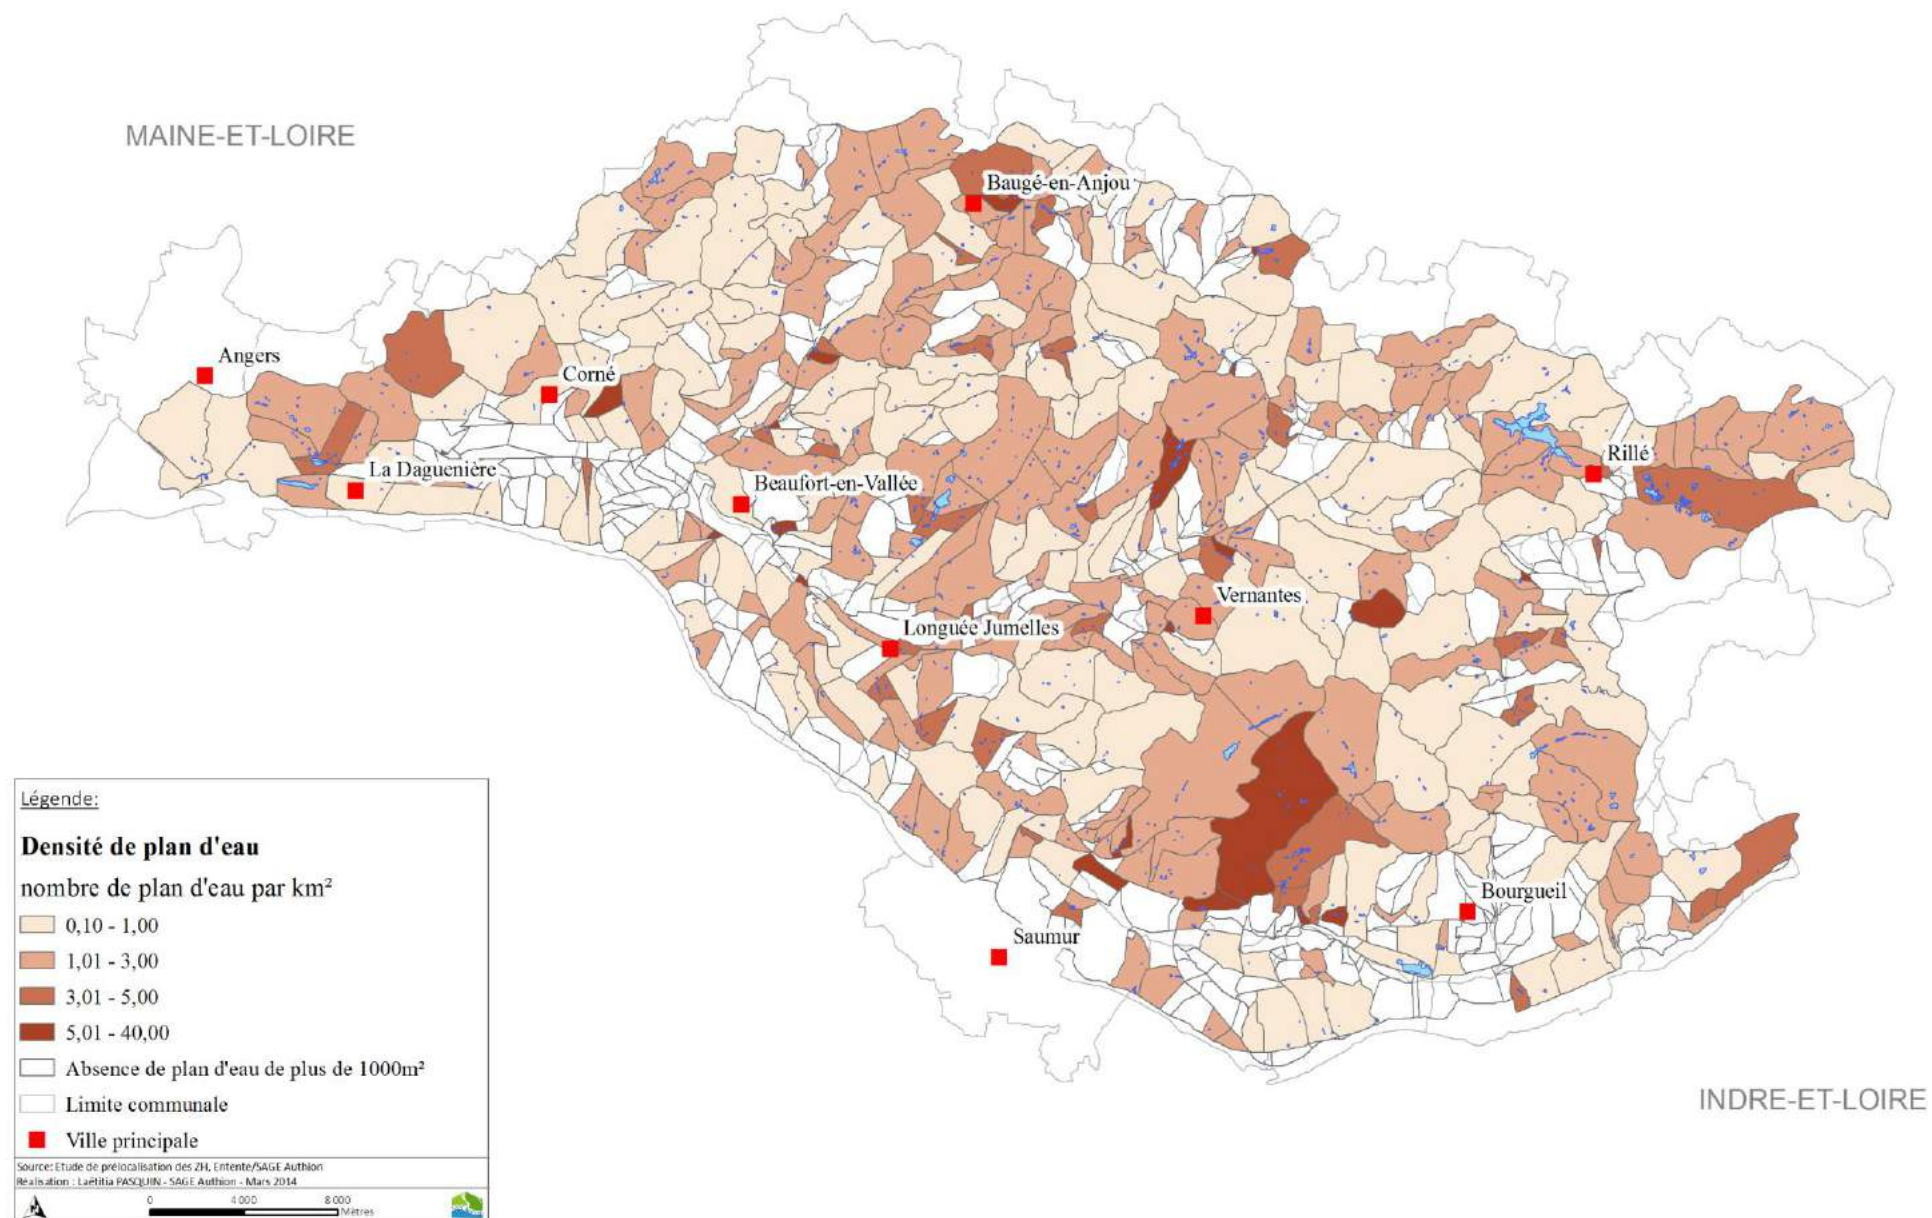 MAINE-ET-LOIRE
Baugé-en-Anjou
Angers
Corné
La Daguenière
Beaufort-en-Vallée
Rillé
Vernantes
Longuée Jumelles
Bourgueil
Saumur
INDRE-ET-LOIRE
Légende:
Densité de plan d'eau
nombre de plan d'eau par km²
0,10 - 1,00
1,01 - 3,00
3,01 - 5,00
5,01 - 40,00
Absence de plan d'eau de plus de 1000m²
Limite communale
Ville principale
Source: Etude de prélocalisation des ZH, Entente/SAGE Authion
Réalisation : Laëtitia PASQUIN - SAGE Authion - Mars 2014
0 4 000 8 000
Mètres